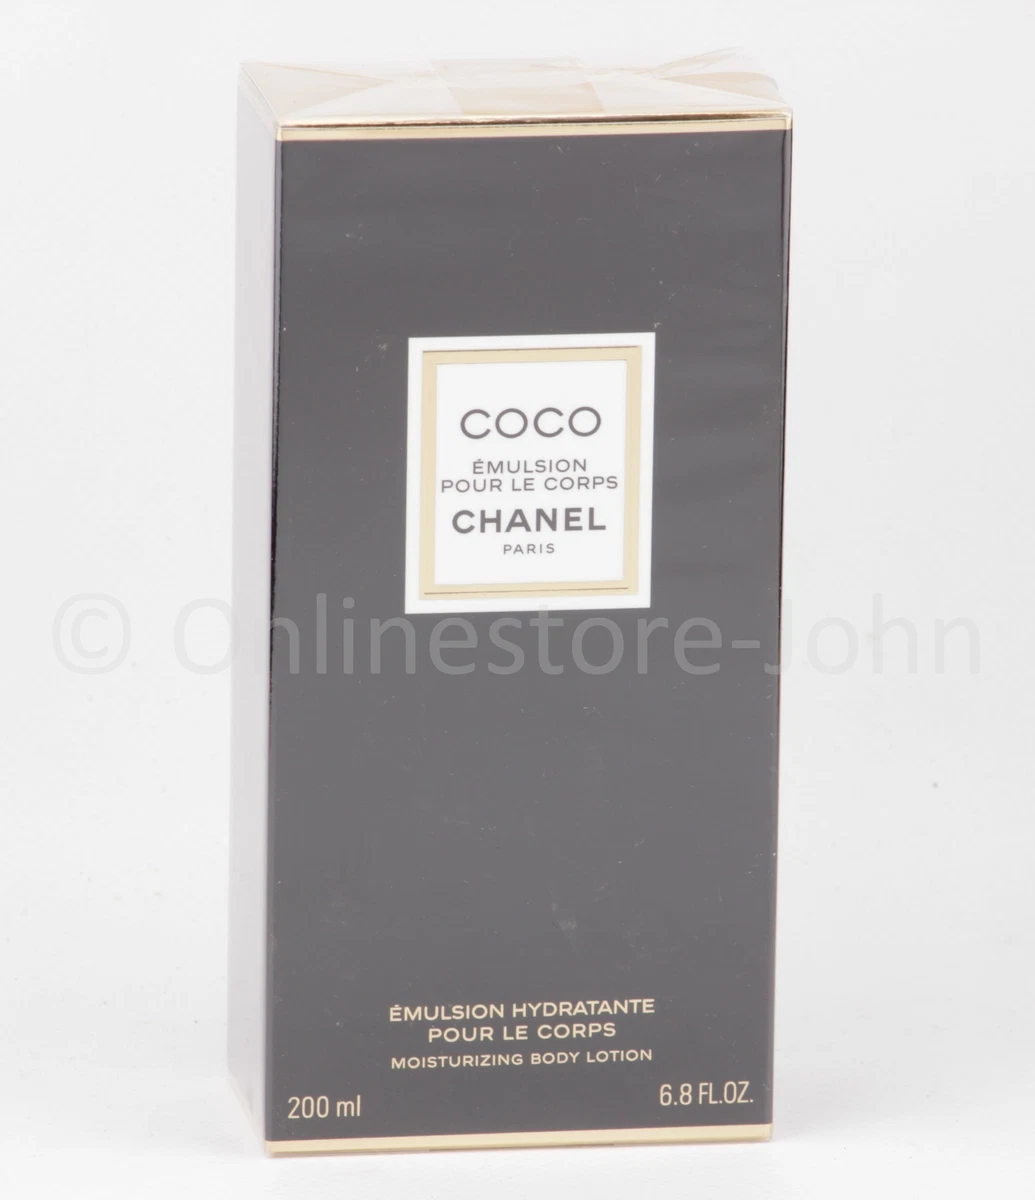 COCO
ÉMULSION
POUR LE CORPS
CHANEL
PARIS
© Onlinestore-John
ÉMULSION HYDRATANTE
POUR LE CORPS
MOISTURIZING BODY LOTION
200 ml
6.8 FL.OZ.